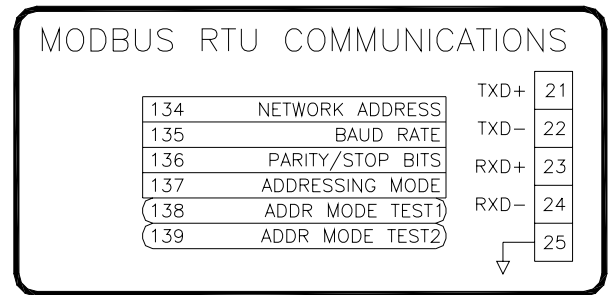 MODBUS RTU COMMUNICATIONS
134 NETWORK ADDRESS
135 BAUD RATE
136 PARITY/STOP BITS
137 ADDRESSING MODE
138 ADDR MODE TEST1
139 ADDR MODE TEST2
TXD+ 21
TXD- 22
RXD+ 23
RXD- 24
25